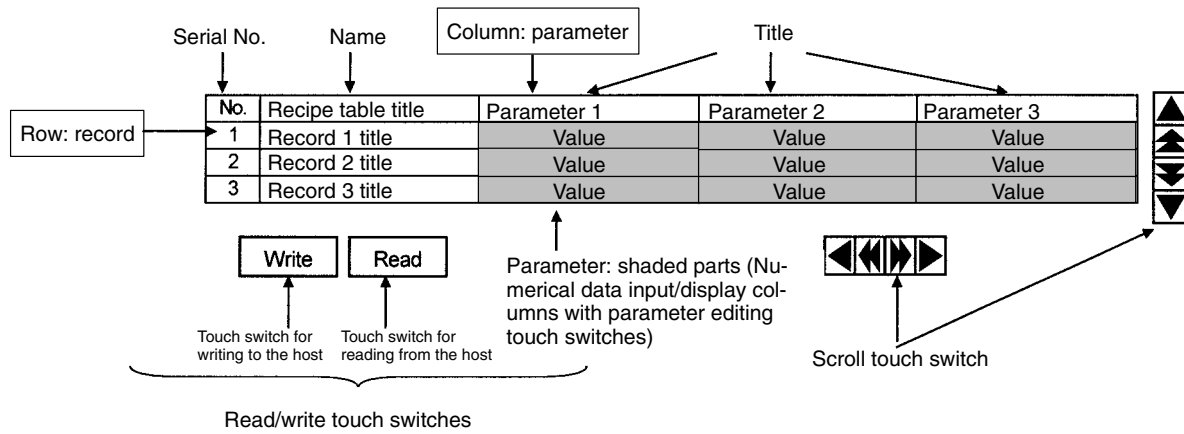 Serial No.
Name
Column: parameter
Title
No. Recipe table title Parameter 1 Parameter 2 Parameter 3
Row: record
1 Record 1 title Value Value Value
2 Record 2 title Value Value Value
3 Record 3 title Value Value Value
Write
Read
Parameter: shaded parts (Nu-
merical data input/display col-
umns with parameter editing
touch switches)
Touch switch for
writing to the host
Touch switch for
reading from the host
Scroll touch switch
Read/write touch switches